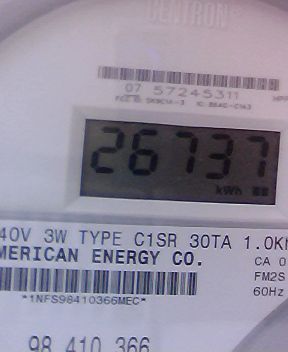 CENTRON®
07 57245311
26737
kWh
40V 3W TYPE C1SR 30TA 1.0K
MERICAN ENERGY CO.
CA 0
FM2S
60Hz
*1NFS98410366MEC*
98 410 366